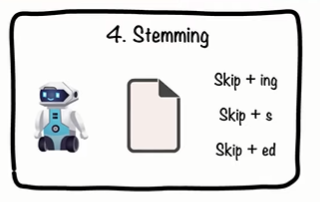 4. Stemming
Skip + ing
Skip + s
Skip + ed